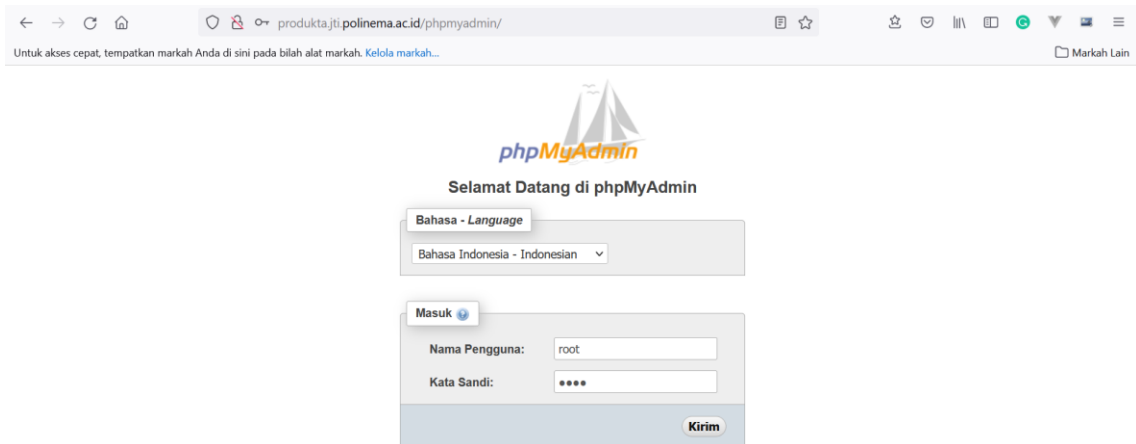 produkta.jti.polinema.ac.id/phpmyadmin/
Untuk akses cepat, tempatkan markah Anda di sini pada bilah alat markah. Kelola markah...
Markah Lain
phpMyAdmin
Selamat Datang di phpMyAdmin
Bahasa - Language
Bahasa Indonesia - Indonesian
Masuk
Nama Pengguna: root
Kata Sandi: ••••
Kirim